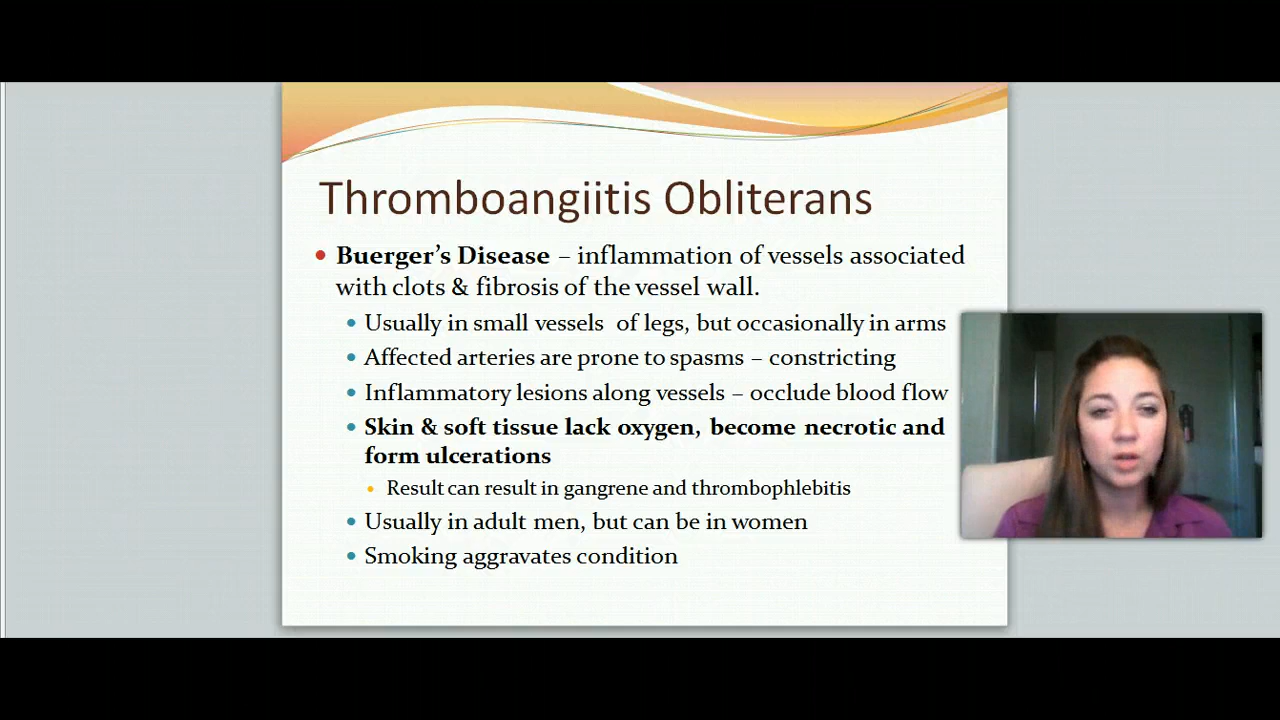 Thromboangiitis Obliterans
Buerger’s Disease – inflammation of vessels associated
with clots & fibrosis of the vessel wall.
Usually in small vessels of legs, but occasionally in arms
Affected arteries are prone to spasms – constricting
Inflammatory lesions along vessels – occlude blood flow
Skin & soft tissue lack oxygen, become necrotic and
form ulcerations
Result can result in gangrene and thrombophlebitis
Usually in adult men, but can be in women
Smoking aggravates condition